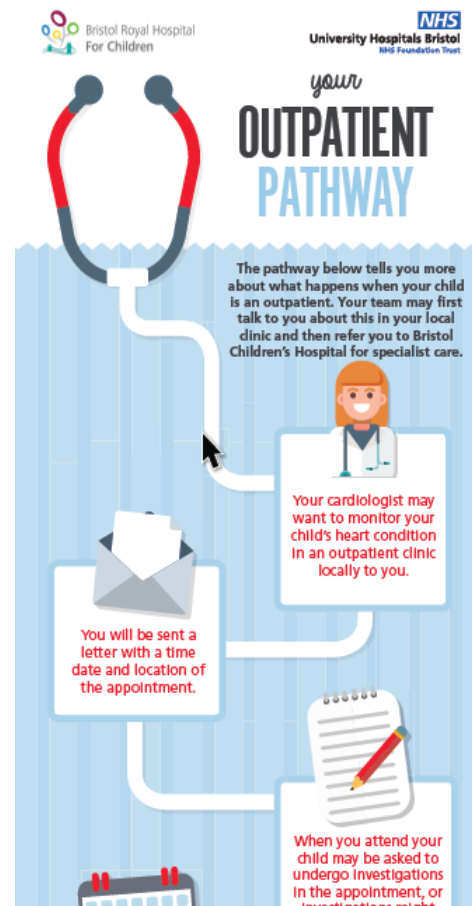 Bristol Royal Hospital
For Children
NHS
University Hospitals Bristol
NHS Foundation Trust
your
OUTPATIENT
PATHWAY
The pathway below tells you more
about what happens when your child
is an outpatient. Your team may first
talk to you about this in your local
clinic and then refer you to Bristol
Children's Hospital for specialist care.
Your cardiologist may
want to monitor your
child's heart condition
in an outpatient clinic
locally to you.
You will be sent a
letter with a time
date and location of
the appointment.
When you attend your
child may be asked to
undergo investigations
in the appointment, or
investigations might